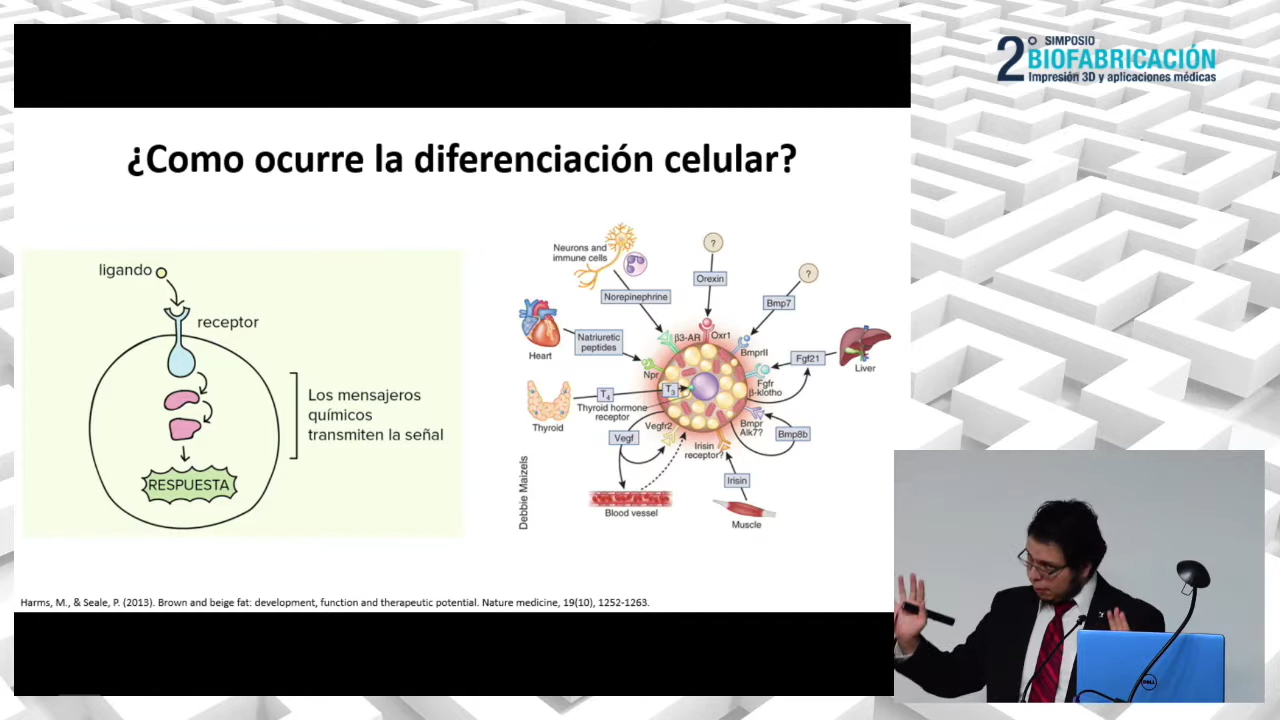 2° SIMPOSIO
BIOFABRICACIÓN
Impresión 3D y aplicaciones médicas
¿Como ocurre la diferenciación celular?
ligando
receptor
Los mensajeros
químicos
transmiten la señal
RESPUESTA
Neurons and
immune cells
?
?
Norepinephrine
Orexin
Bmp7
Heart
Natriuretic
peptides
β3-AR
Oxr1
BmprII
Fgf21
Liver
Npr
Fgfr
β-klotho
T4
T3
Thyroid hormone
receptor
Thyroid
Vegfr2
Vegf
Bmpr
Alk7?
Bmp8b
Irisin
receptor?
Irisin
Blood vessel
Muscle
Debbie Maizels
Harms, M., & Seale, P. (2013). Brown and beige fat: development, function and therapeutic potential. Nature medicine, 19(10), 1252-1263.
DELL